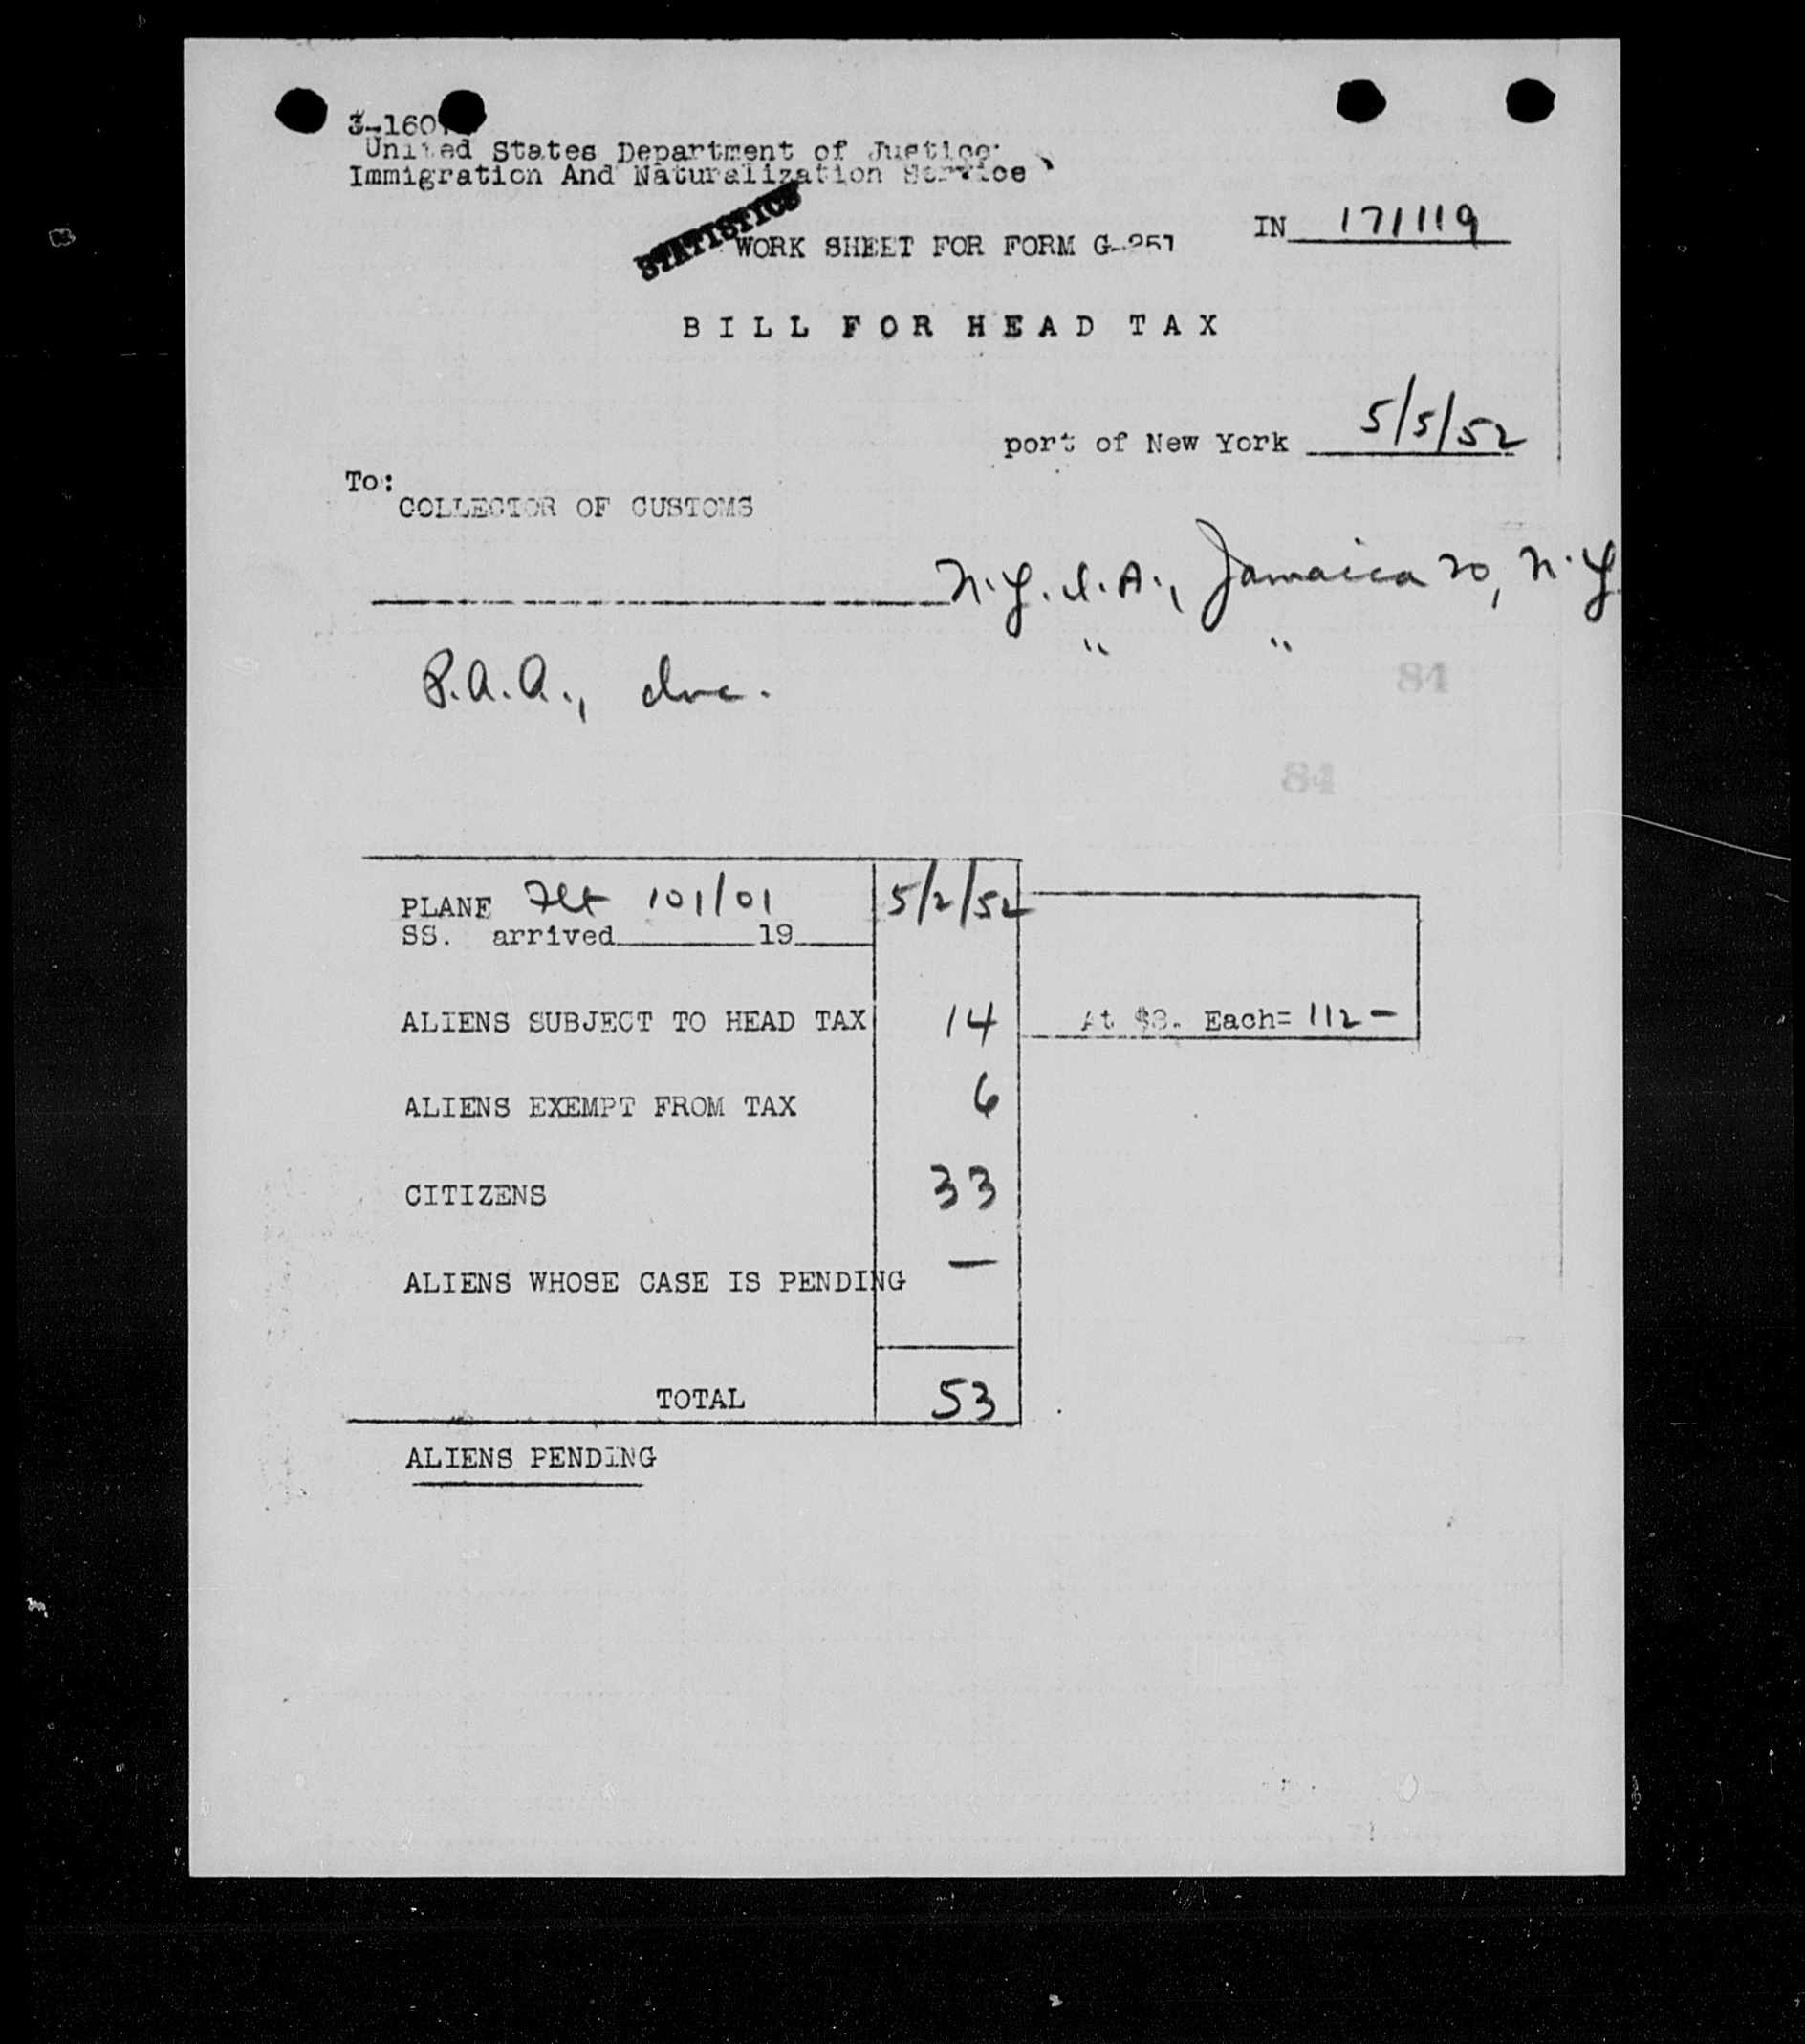 3-160
United States Department of Justice
Immigration And Naturalization Service
STATISTICS
WORK SHEET FOR FORM G-251
IN 171119
BILL FOR HEAD TAX
port of New York 5/5/52
To:
COLLECTOR OF CUSTOMS
N.Y.I.A., Jamaica 20, N.Y.
" "
P.A.A., Inc.
84
84
PLANE Flt 101/01 5/2/52
SS. arrived 19
ALIENS SUBJECT TO HEAD TAX 14 At $8. Each= 112 -
ALIENS EXEMPT FROM TAX 6
CITIZENS 33
ALIENS WHOSE CASE IS PENDING —
TOTAL 53
ALIENS PENDING